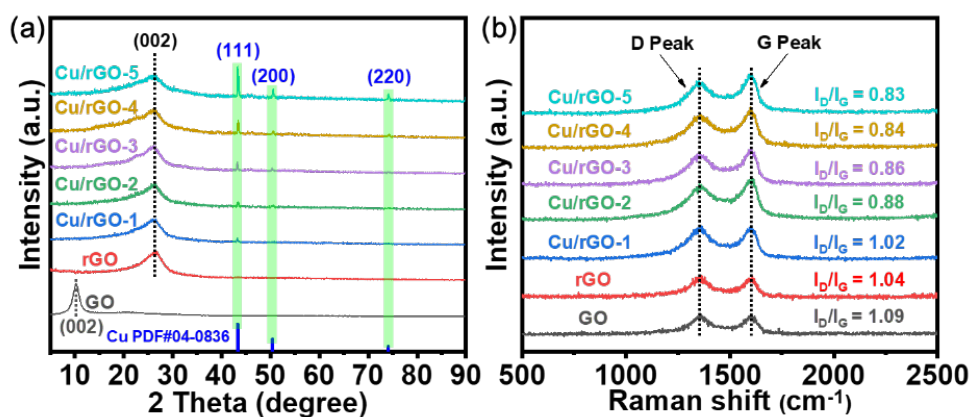 (a)
(002)
(111)
(200)
(220)
Cu/rGO-5
Cu/rGO-4
Cu/rGO-3
Cu/rGO-2
Cu/rGO-1
rGO
GO
(002)
Cu PDF#04-0836
Intensity (a.u.)
10 20 30 40 50 60 70 80 90
2 Theta (degree)
(b)
D Peak G Peak
Cu/rGO-5 I_D/I_G = 0.83
Cu/rGO-4 I_D/I_G = 0.84
Cu/rGO-3 I_D/I_G = 0.86
Cu/rGO-2 I_D/I_G = 0.88
Cu/rGO-1 I_D/I_G = 1.02
rGO I_D/I_G = 1.04
GO I_D/I_G = 1.09
Intensity (a.u.)
500 1000 1500 2000 2500
Raman shift (cm⁻¹)